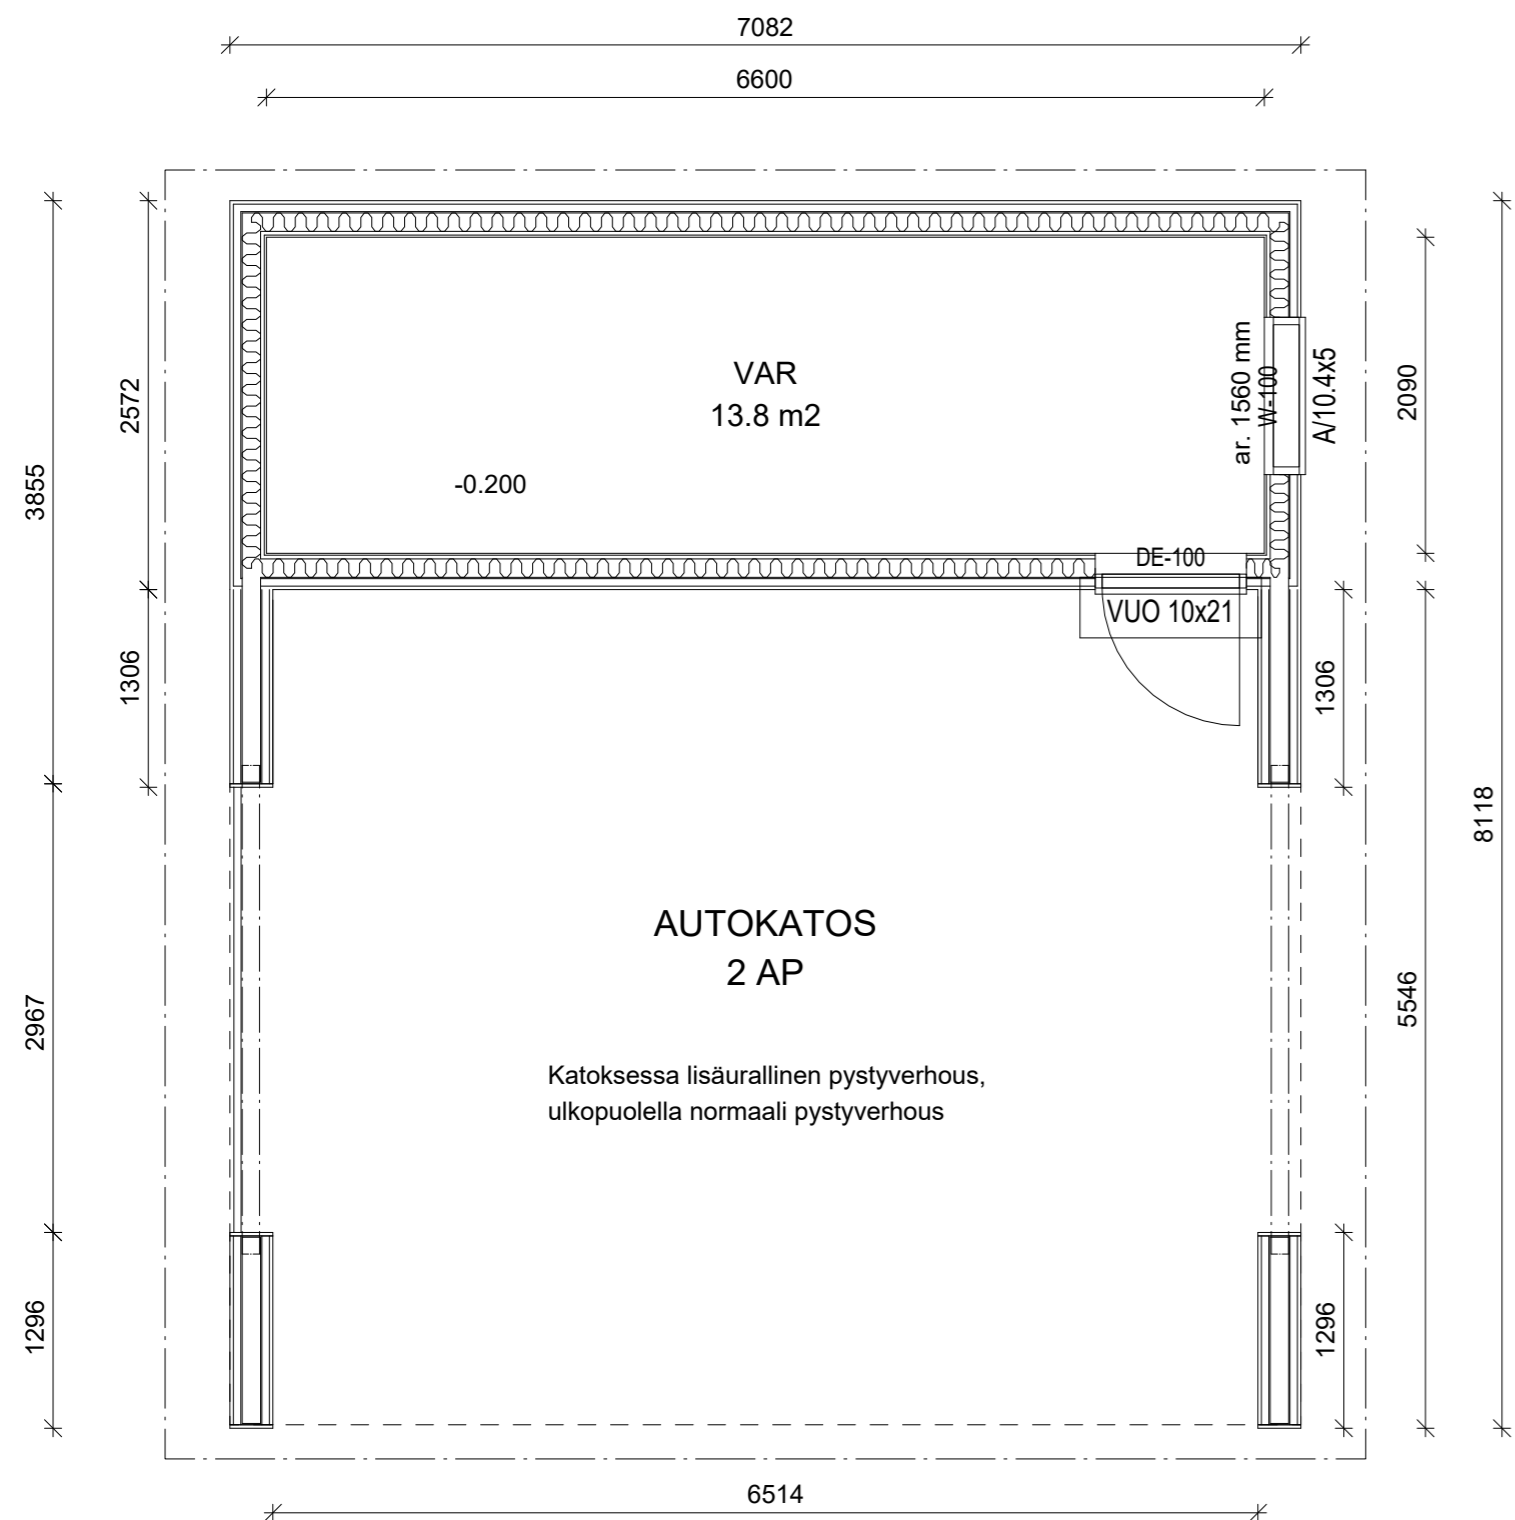 7082
6600
VAR
13.8 m2
-0.200
ar. 1560 mm
W-100
A/10.4x5
2090
2572
3855
DE-100
VUO 10x21
1306
1306
8118
AUTOKATOS
2 AP
2967
5546
Katoksessa lisäurallinen pystyverhous,
ulkopuolella normaali pystyverhous
1296
1296
6514